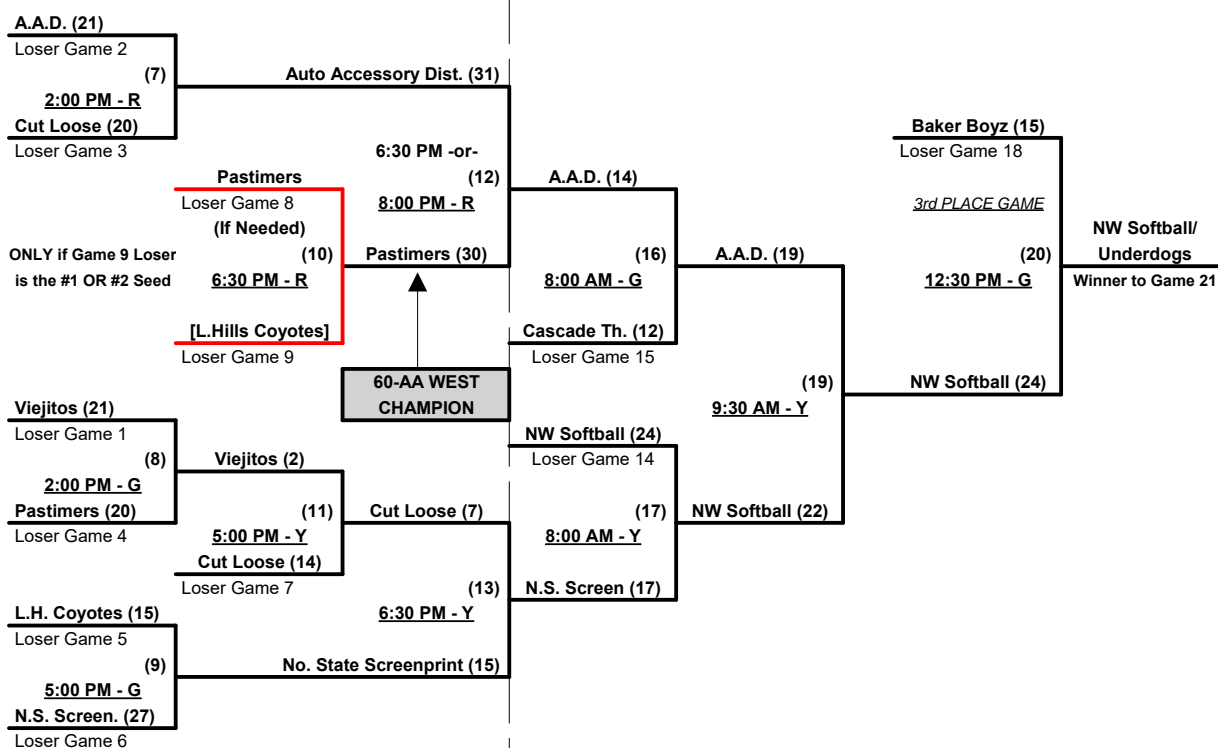 A.A.D. (21)
Loser Game 2
(7)
2:00 PM - R
Cut Loose (20)
Loser Game 3
Auto Accessory Dist. (31)
Pastimers
Loser Game 8
(If Needed)
ONLY if Game 9 Loser
is the #1 OR #2 Seed
(10)
6:30 PM - R
[L.Hills Coyotes]
Loser Game 9
6:30 PM -or-
(12)
8:00 PM - R
Pastimers (30)
60-AA WEST
CHAMPION
Viejitos (21)
Loser Game 1
(8)
2:00 PM - G
Pastimers (20)
Loser Game 4
Viejitos (2)
(11)
5:00 PM - Y
Cut Loose (14)
Loser Game 7
L.H. Coyotes (15)
Loser Game 5
(9)
5:00 PM - G
N.S. Screen. (27)
Loser Game 6
Cut Loose (7)
(13)
6:30 PM - Y
No. State Screenprint (15)
A.A.D. (14)
(16)
8:00 AM - G
Cascade Th. (12)
Loser Game 15
NW Softball (24)
Loser Game 14
(17)
8:00 AM - Y
N.S. Screen (17)
A.A.D. (19)
(19)
9:30 AM - Y
NW Softball (22)
Baker Boyz (15)
Loser Game 18
3rd PLACE GAME
(20)
12:30 PM - G
NW Softball (24)
NW Softball/
Underdogs
Winner to Game 21